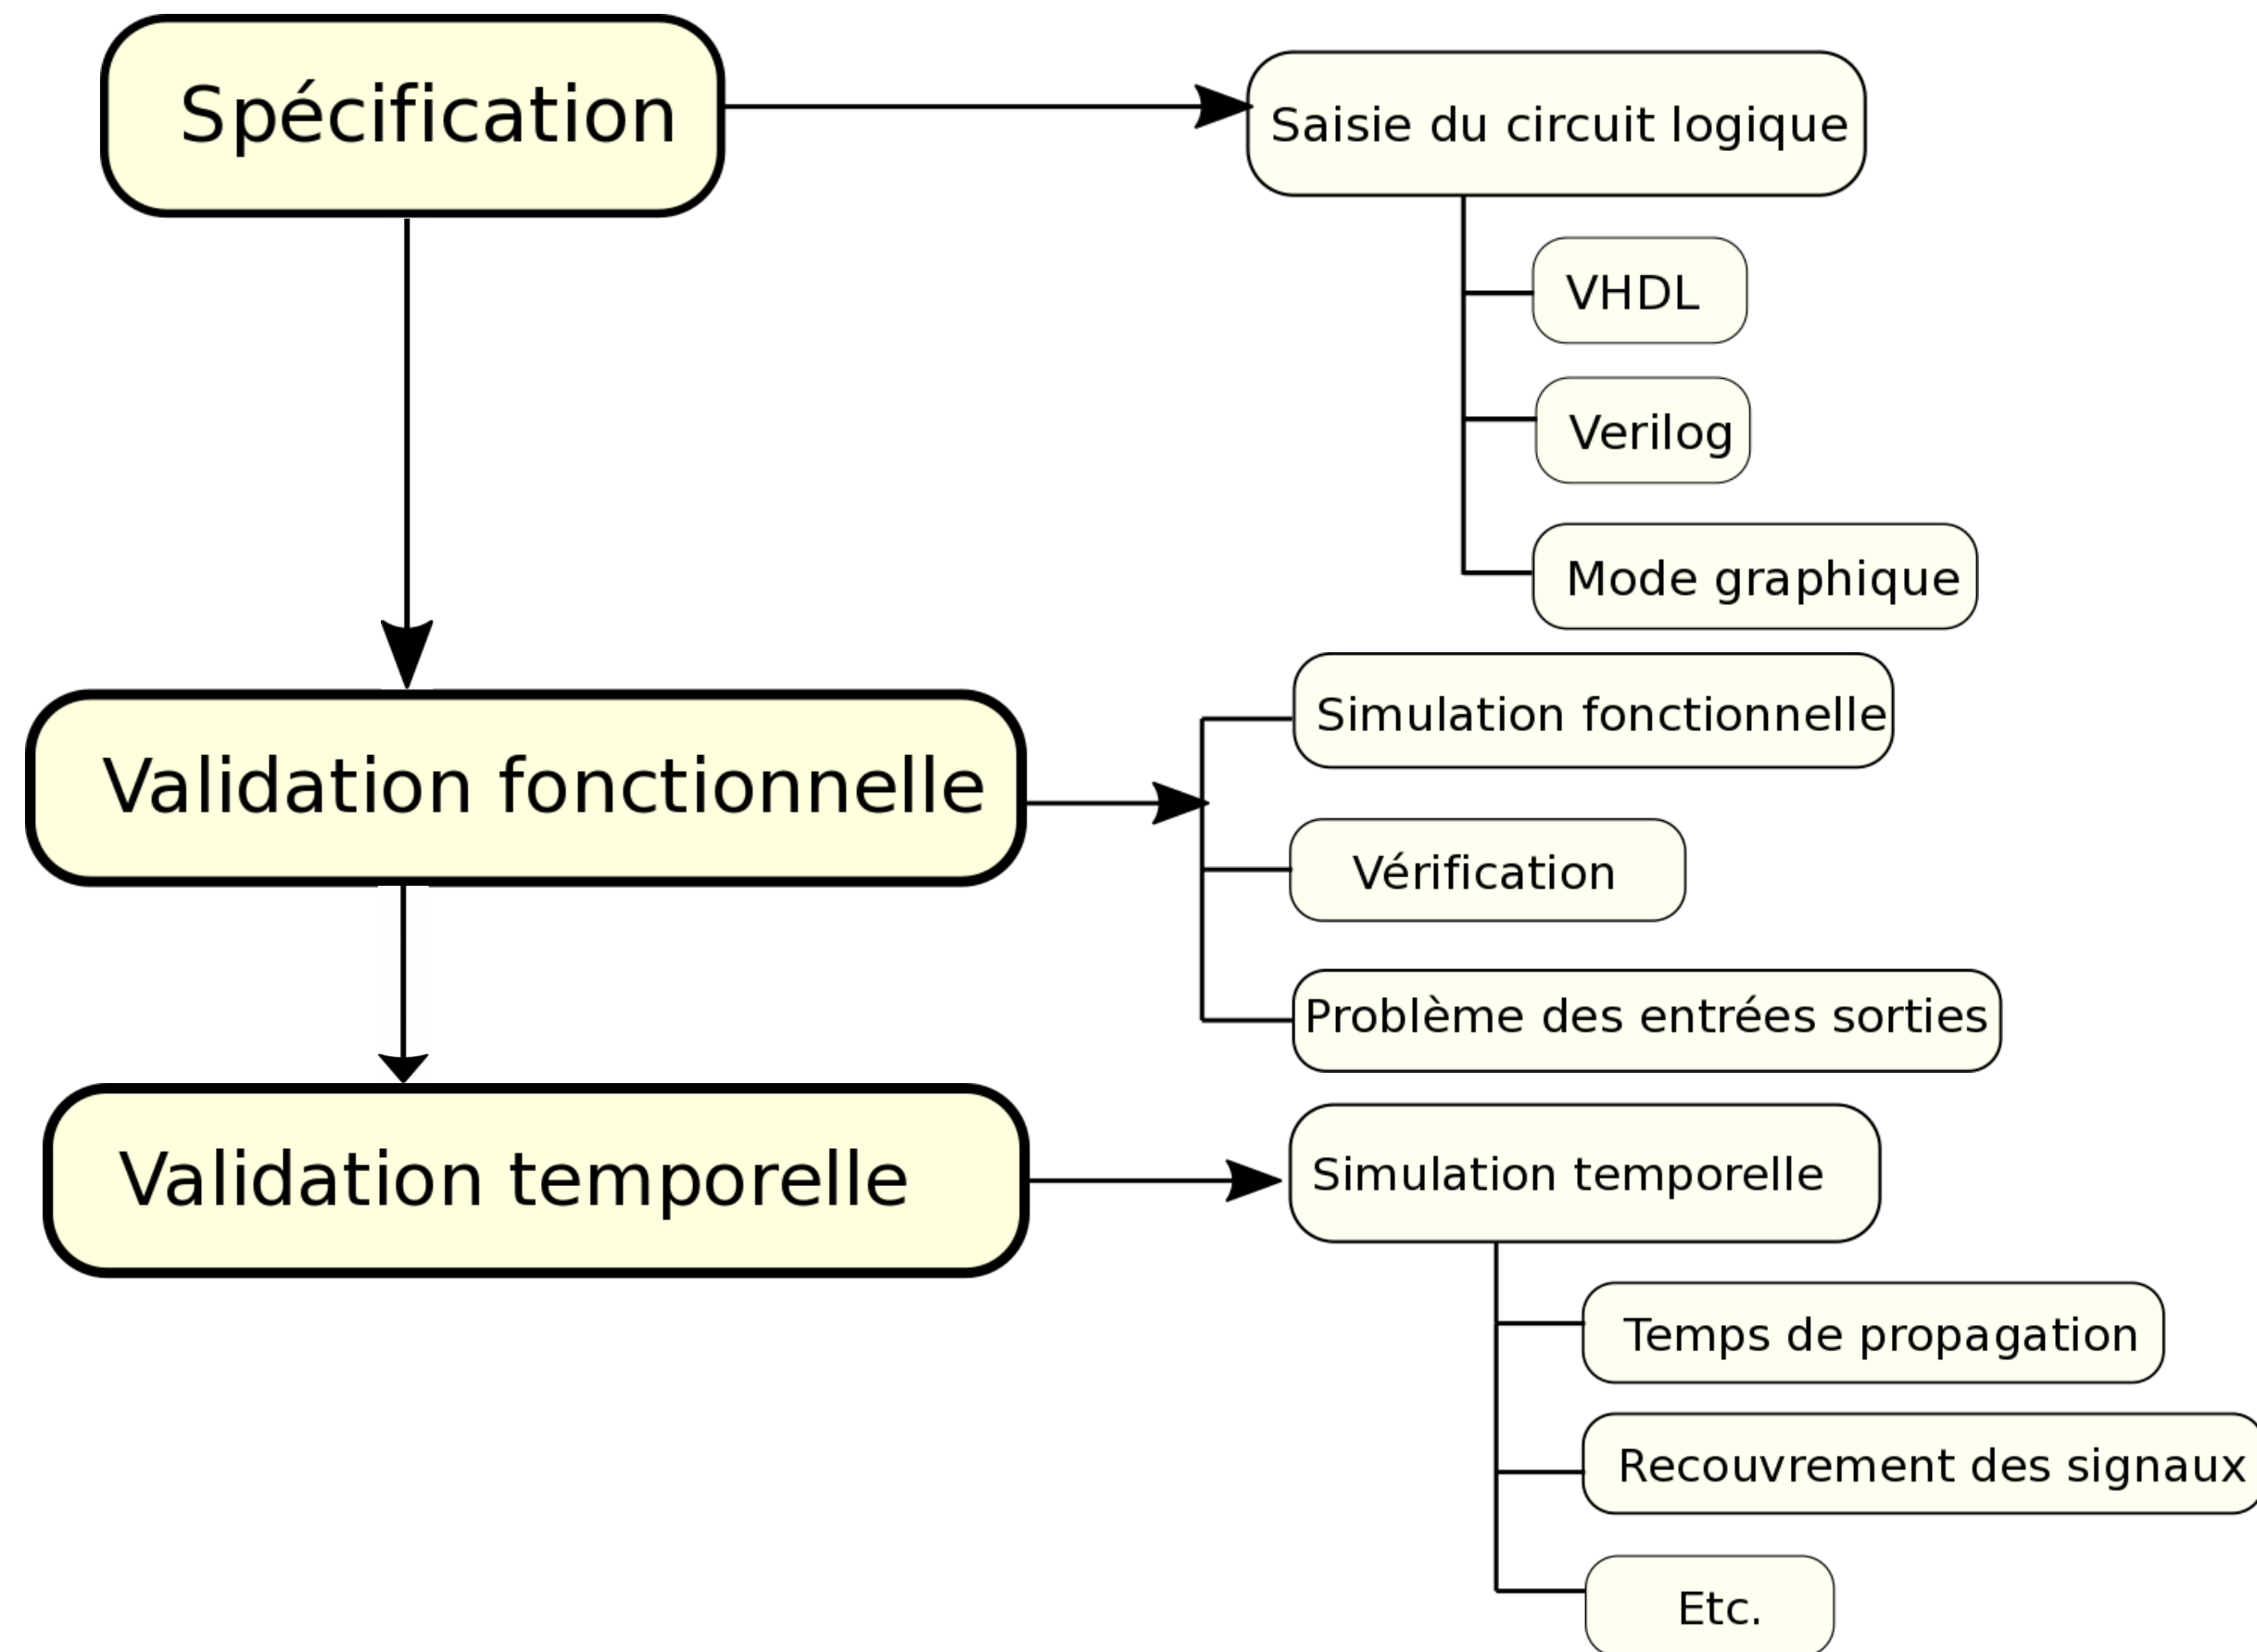 Spécification
Saisie du circuit logique
VHDL
Verilog
Mode graphique
Validation fonctionnelle
Simulation fonctionnelle
Vérification
Problème des entrées sorties
Validation temporelle
Simulation temporelle
Temps de propagation
Recouvrement des signaux
Etc.